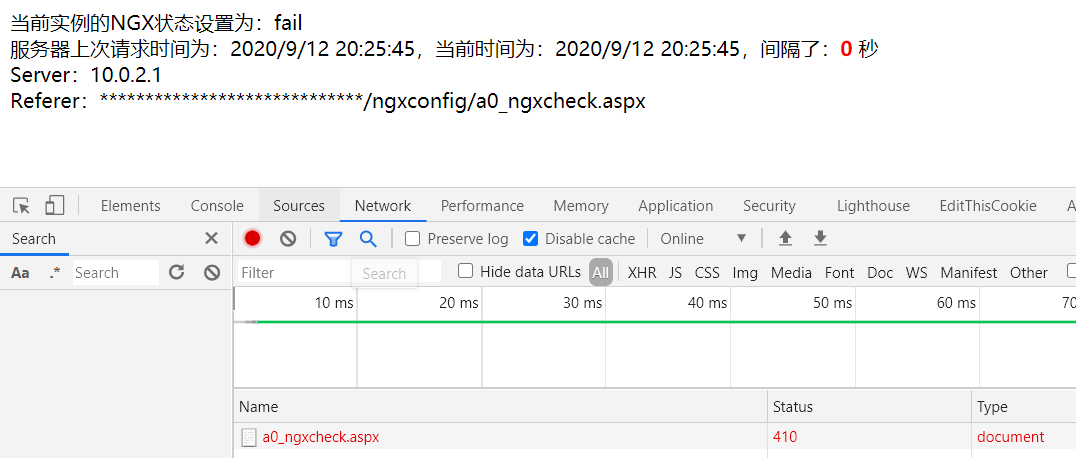 当前实例的NGX状态设置为：fail
服务器上次请求时间为：2020/9/12 20:25:45，当前时间为：2020/9/12 20:25:45，间隔了：0 秒
Server：10.0.2.1
Referer：*****************************/ngxconfig/a0_ngxcheck.aspx
Elements Console Sources Network Performance Memory Application Security Lighthouse EditThisCookie A
Search
Preserve log Disable cache Online
Aa .* Search
Filter Search Hide data URLs All XHR JS CSS Img Media Font Doc WS Manifest Other
10 ms 20 ms 30 ms 40 ms 50 ms 60 ms 70
Name Status Type
a0_ngxcheck.aspx 410 document